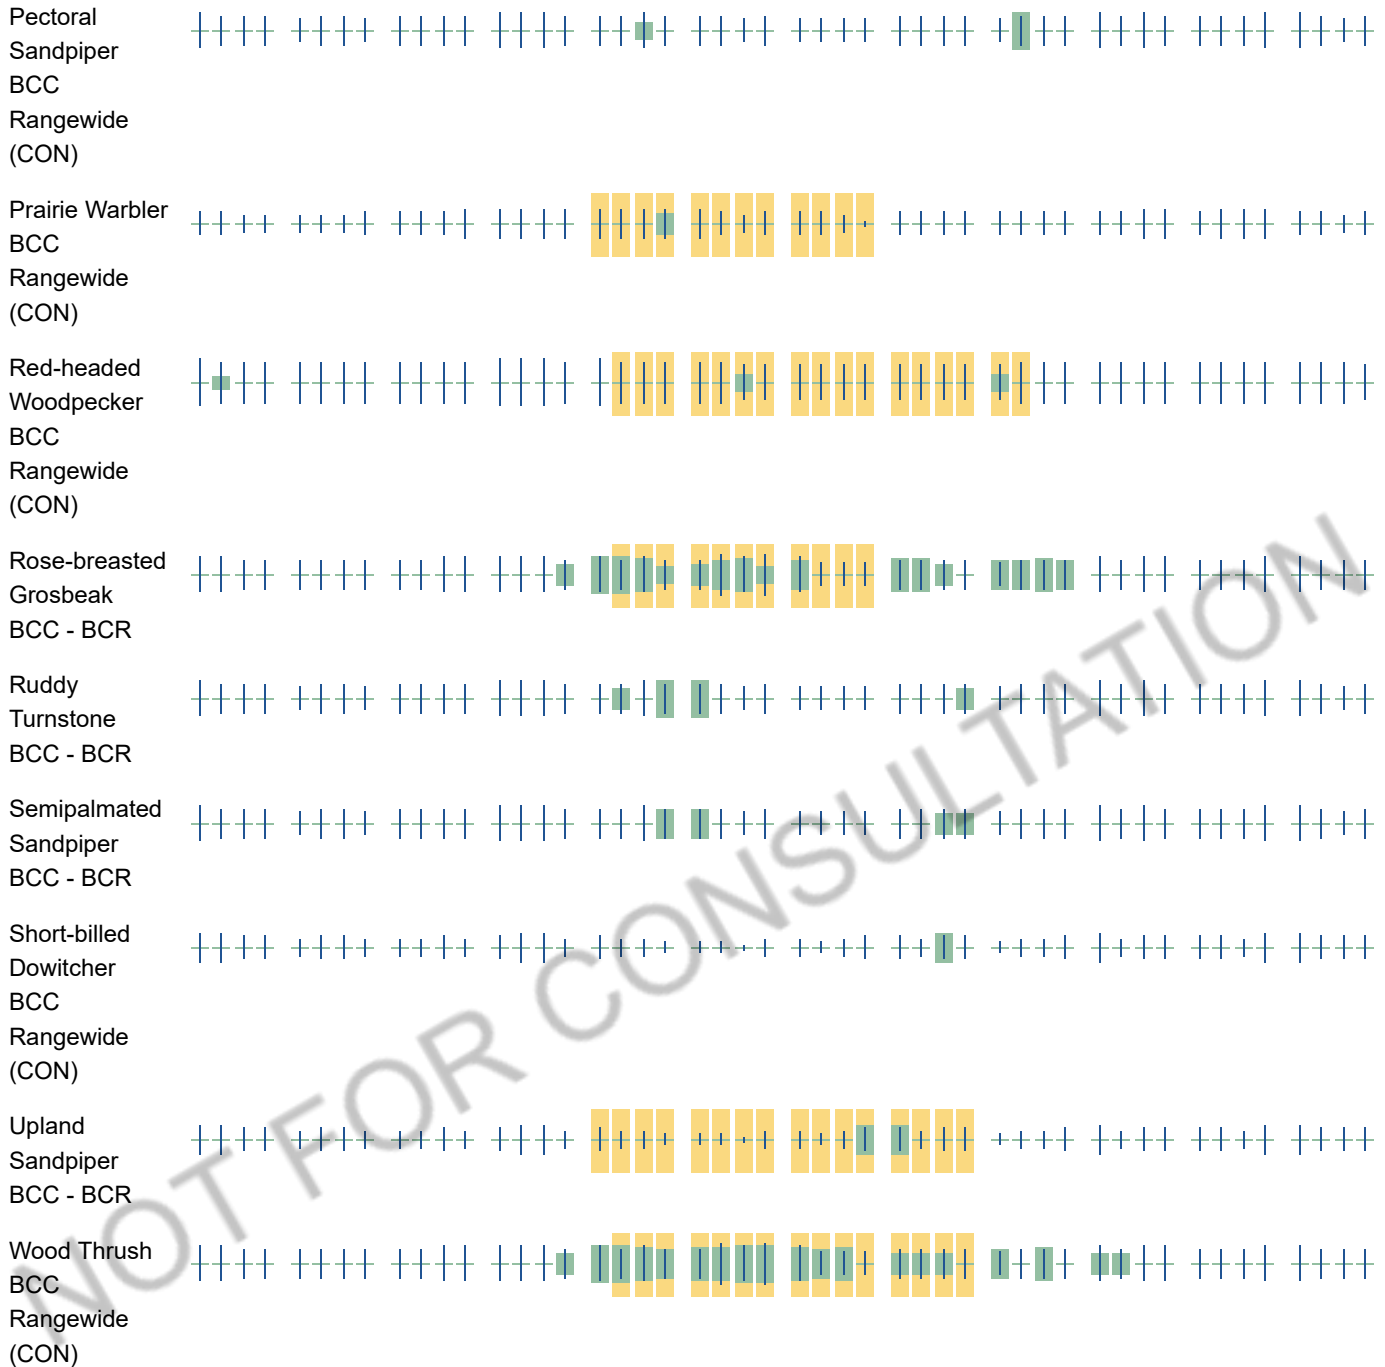 Pectoral
Sandpiper
BCC
Rangewide
(CON)
Prairie Warbler
BCC
Rangewide
(CON)
Red-headed
Woodpecker
BCC
Rangewide
(CON)
Rose-breasted
Grosbeak
BCC - BCR
Ruddy
Turnstone
BCC - BCR
Semipalmated
Sandpiper
BCC - BCR
Short-billed
Dowitcher
BCC
Rangewide
(CON)
Upland
Sandpiper
BCC - BCR
Wood Thrush
BCC
Rangewide
(CON)
NOT FOR CONSULTATION